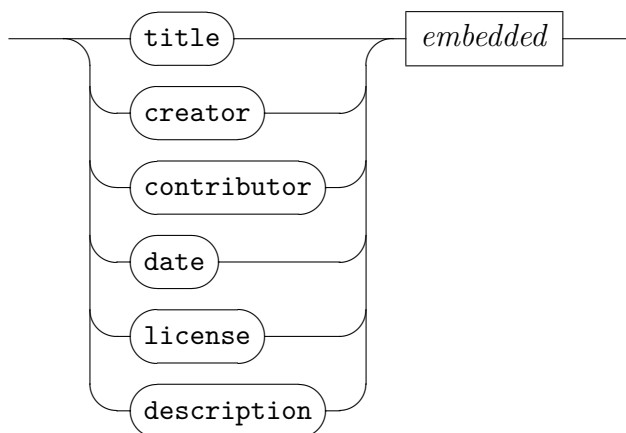 title embedded
creator
contributor
date
license
description